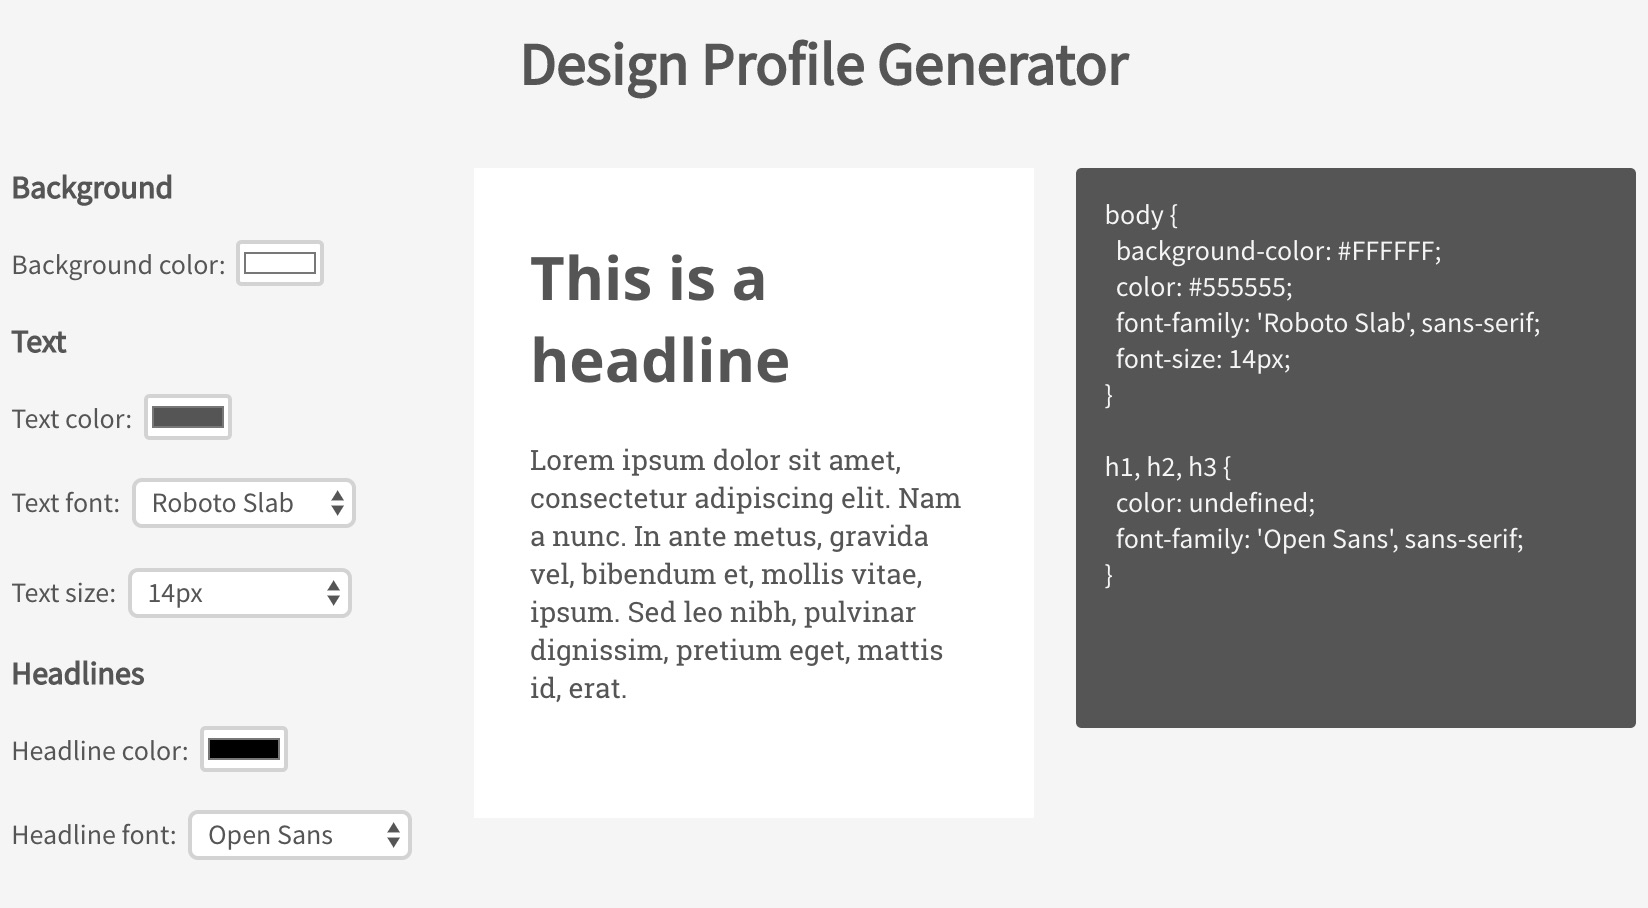 Design Profile Generator
Background
Background color:
Text
Text color:
Text font: Roboto Slab
Text size: 14px
Headlines
Headline color:
Headline font: Open Sans
This is a
headline
Lorem ipsum dolor sit amet,
consectetur adipiscing elit. Nam
a nunc. In ante metus, gravida
vel, bibendum et, mollis vitae,
ipsum. Sed leo nibh, pulvinar
dignissim, pretium eget, mattis
id, erat.
body {
  background-color: #FFFFFF;
  color: #555555;
  font-family: 'Roboto Slab', sans-serif;
  font-size: 14px;
}

h1, h2, h3 {
  color: undefined;
  font-family: 'Open Sans', sans-serif;
}